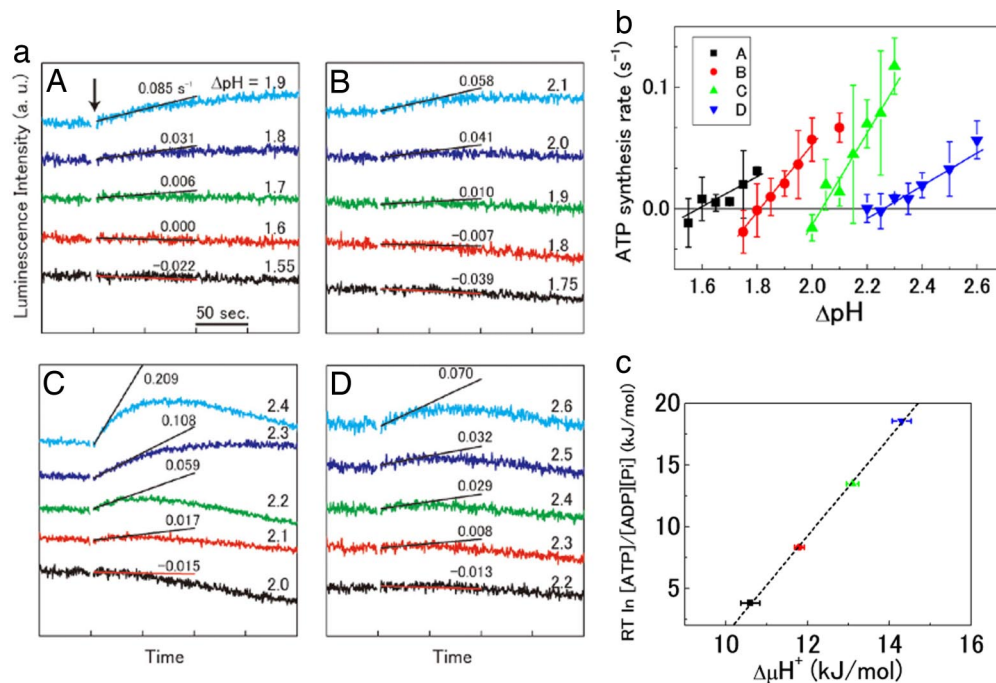 a
A
ΔpH = 1.9
0.085 s⁻¹
1.8
0.031
1.7
0.006
1.6
0.000
1.55
−0.022
50 sec.
Luminescence Intensity (a. u.)
B
2.1
0.058
2.0
0.041
1.9
0.010
1.8
−0.007
1.75
−0.039
C
0.209
2.4
0.108
2.3
0.059
2.2
0.017
2.1
−0.015
2.0
Time
D
0.070
2.6
0.032
2.5
0.029
2.4
0.008
2.3
−0.013
2.2
Time
b
A
B
C
D
ATP synthesis rate (s⁻¹)
0.1
0.0
1.6 1.8 2.0 2.2 2.4 2.6
ΔpH
c
RT ln [ATP]/[ADP][Pi] (kJ/mol)
20
15
10
5
10 12 14 16
ΔμH⁺ (kJ/mol)